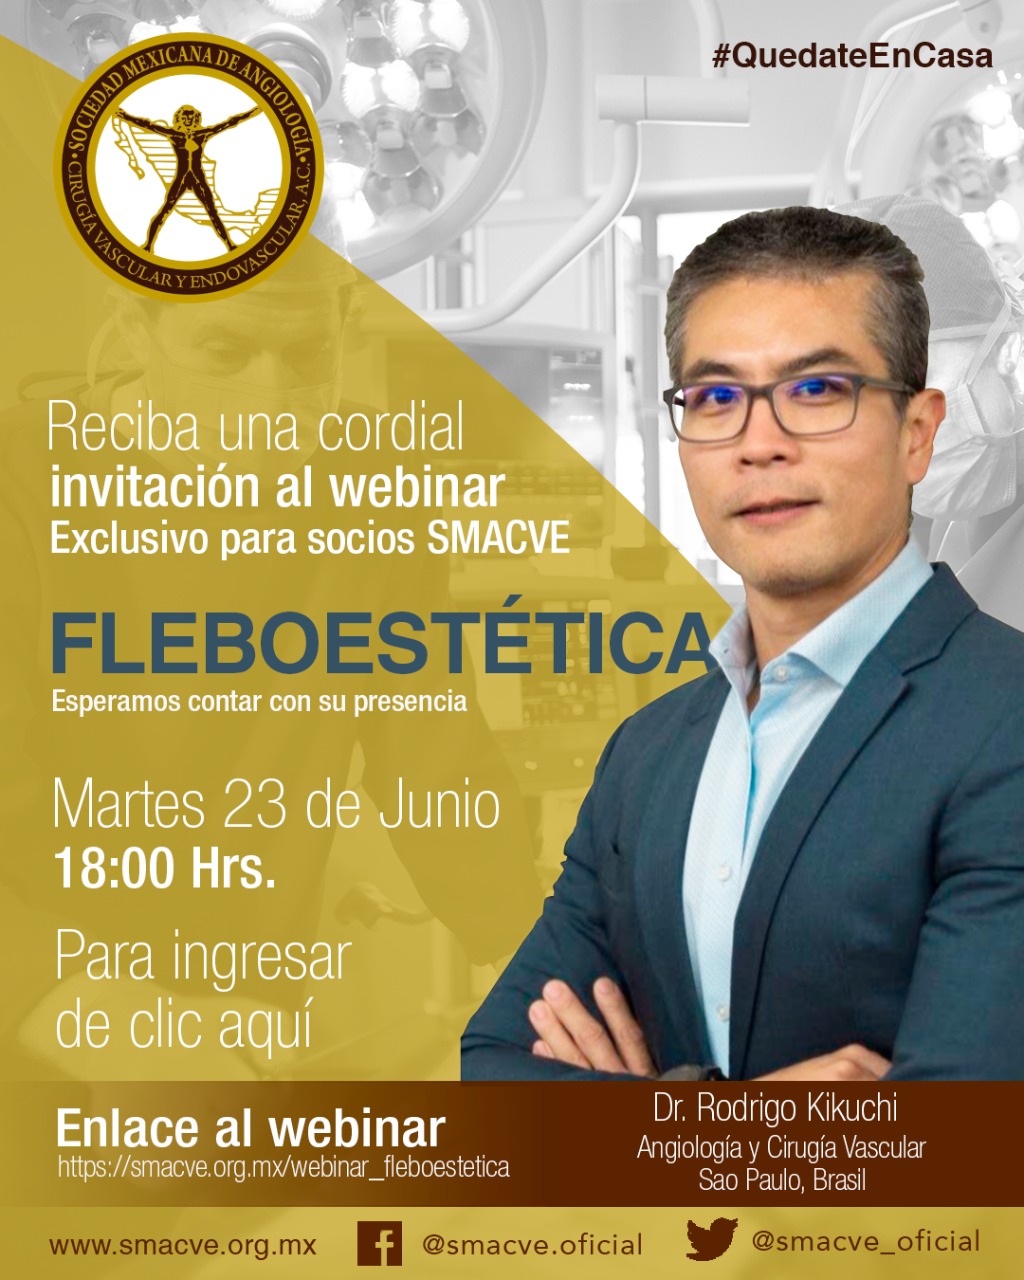 #QuedateEnCasa
SOCIEDAD MEXICANA DE ANGIOLOGÍA,
CIRUGÍA VASCULAR Y ENDOVASCULAR, A.C.
Reciba una cordial
invitación al webinar
Exclusivo para socios SMACVE
FLEBOESTÉTICA
Esperamos contar con su presencia
Martes 23 de Junio
18:00 Hrs.
Para ingresar
de clic aquí
Enlace al webinar
https://smacve.org.mx/webinar_fleboestetica
Dr. Rodrigo Kikuchi
Angiología y Cirugía Vascular
Sao Paulo, Brasil
www.smacve.org.mx
@smacve.oficial
@smacve_oficial